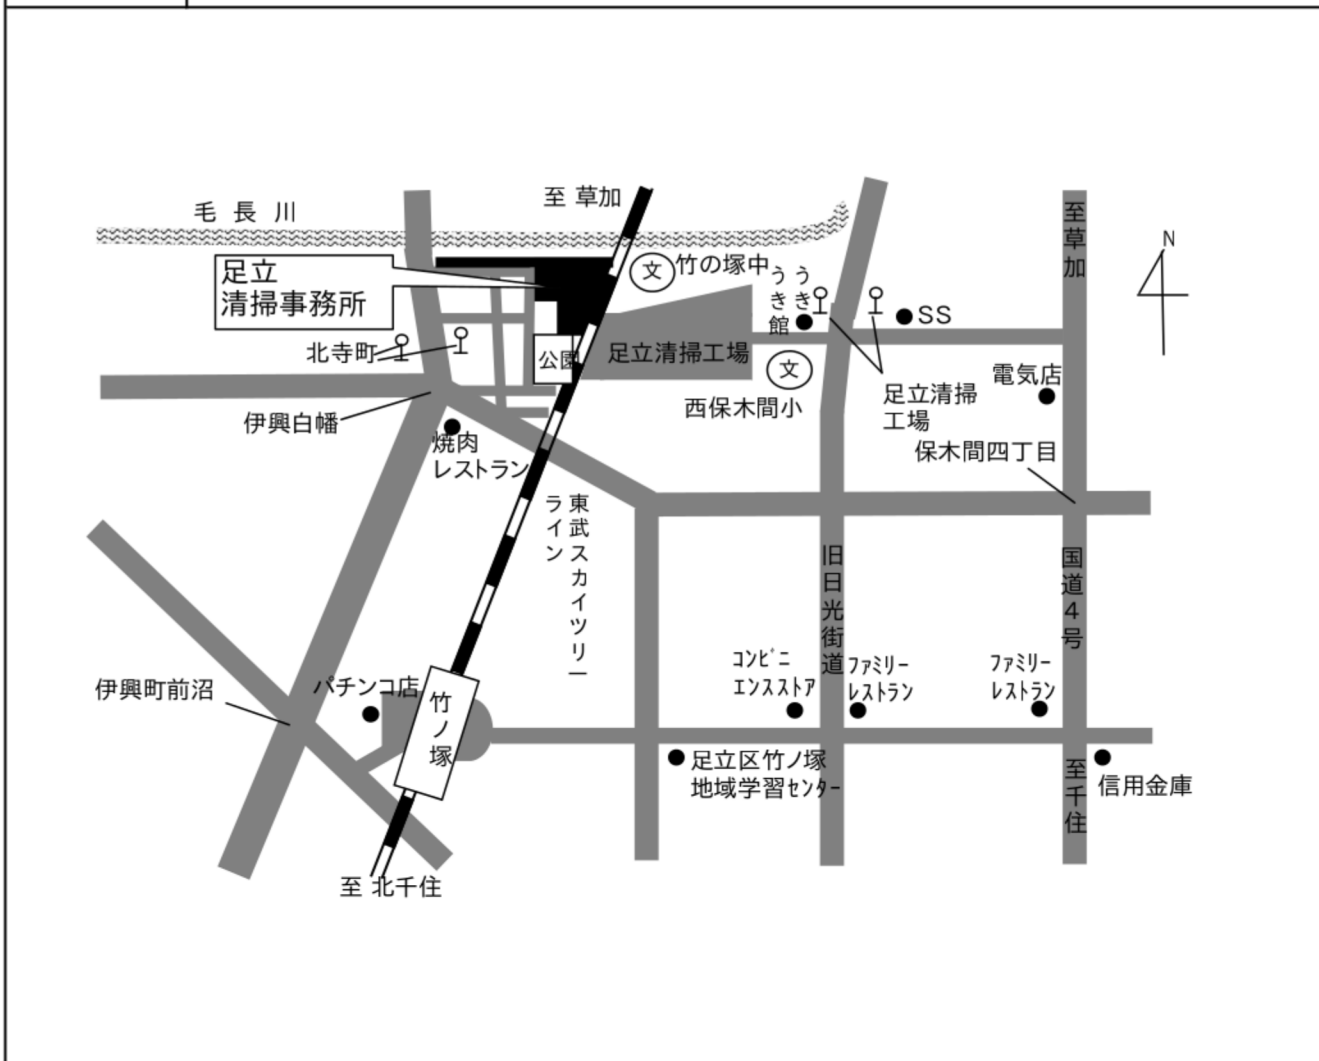 至 草加
毛長川
足立
清掃事務所
文
竹の塚中
うき
うき館
SS
至草加
N
北寺町
公園
足立清掃工場
文
西保木間小
電気店
足立清掃
工場
保木間四丁目
伊興白幡
焼肉
レストラン
東武スカイツリー
ライン
旧日光街道
国道4号
伊興町前沼
パチンコ店
竹ノ塚
ｺﾝﾋﾞﾆ
ｴﾝｽｽﾄｱ
ﾌｧﾐﾘｰ
ﾚｽﾄﾗﾝ
ﾌｧﾐﾘｰ
ﾚｽﾄﾗﾝ
足立区竹ノ塚
地域学習ｾﾝﾀｰ
至千住
信用金庫
至 北千住